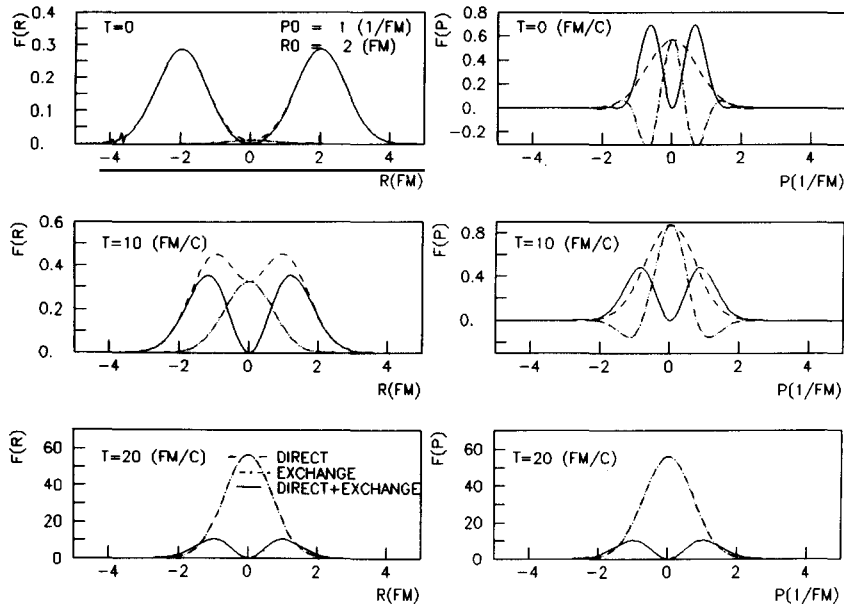 F(R)
0.4
0.3
0.2
0.1
0.
T=0
P0 = 1 (1/FM)
R0 = 2 (FM)
-4 -2 0 2 4
R(FM)
F(P)
0.8
0.6
0.4
0.2
0.
-0.2
T=0 (FM/C)
-4 -2 0 2 4
P(1/FM)
F(R)
0.6
0.4
0.2
0.
T=10 (FM/C)
-4 -2 0 2 4
R(FM)
F(P)
0.8
0.4
0.
T=10 (FM/C)
-4 -2 0 2 4
P(1/FM)
F(R)
60
40
20
0
T=20 (FM/C)
DIRECT
EXCHANGE
DIRECT+EXCHANGE
-4 -2 0 2 4
R(FM)
F(P)
60
40
20
0
T=20 (FM/C)
-4 -2 0 2 4
P(1/FM)